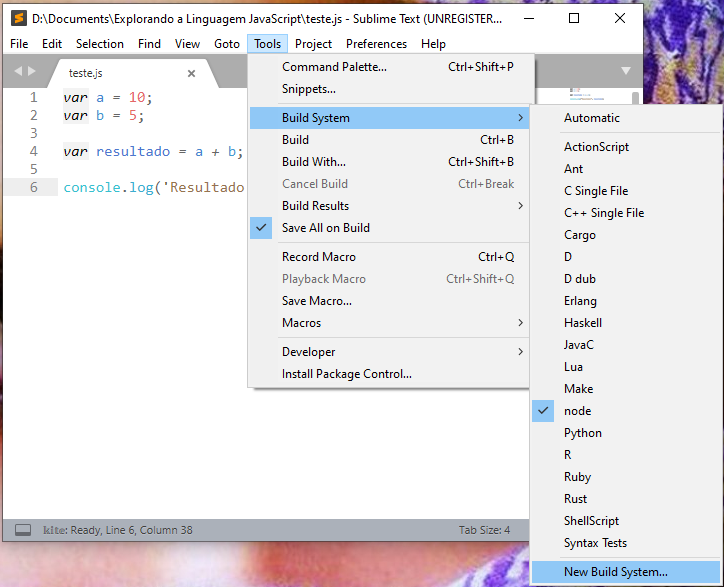 D:\Documents\Explorando a Linguagem JavaScript\teste.js - Sublime Text (UNREGISTER...
File Edit Selection Find View Goto Tools Project Preferences Help
teste.js
1 var a = 10;
2 var b = 5;
3
4 var resultado = a + b;
5
6 console.log('Resultado
Command Palette... Ctrl+Shift+P
Snippets...
Build System
Build Ctrl+B
Build With... Ctrl+Shift+B
Cancel Build Ctrl+Break
Build Results
Save All on Build
Record Macro Ctrl+Q
Playback Macro Ctrl+Shift+Q
Save Macro...
Macros
Developer
Install Package Control...
Automatic
ActionScript
Ant
C Single File
C++ Single File
Cargo
D
D dub
Erlang
Haskell
JavaC
Lua
Make
node
Python
R
Ruby
Rust
ShellScript
Syntax Tests
New Build System...
kite: Ready, Line 6, Column 38 Tab Size: 4